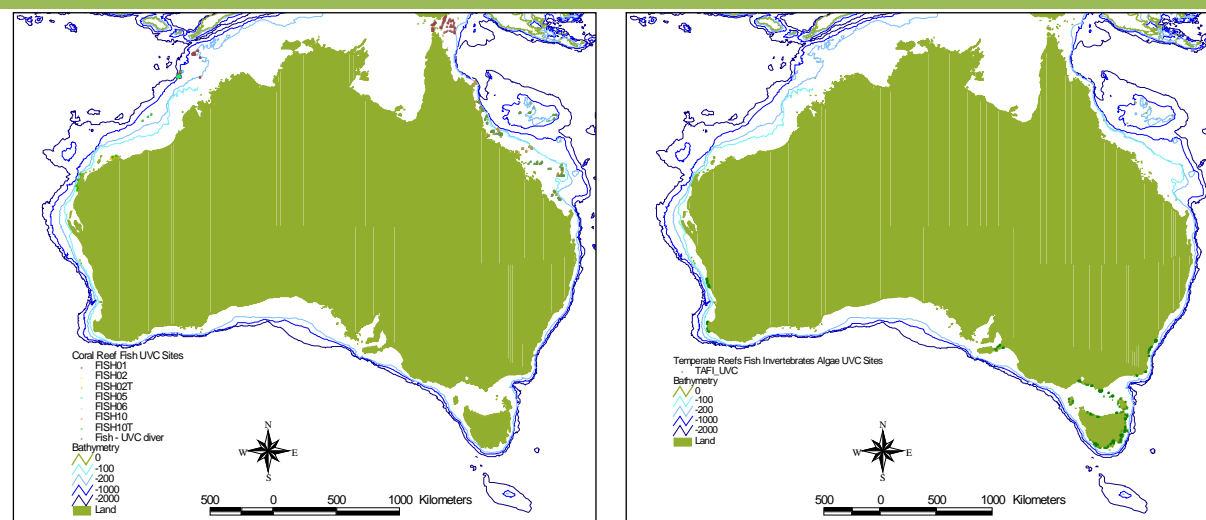 Coral Reef Fish UVC Sites
FISH01
FISH02
FISH02T
FISH05
FISH06
FISH10
FISH10T
Fish - UVC diver
Bathymetry
0
-100
-200
-1000
-2000
Land
N
W E
S
500 0 500 1000 Kilometers
Temperate Reefs Fish Invertebrates Algae UVC Sites
TAFI_UVC
Bathymetry
0
-100
-200
-1000
-2000
Land
N
W E
S
500 0 500 1000 Kilometers